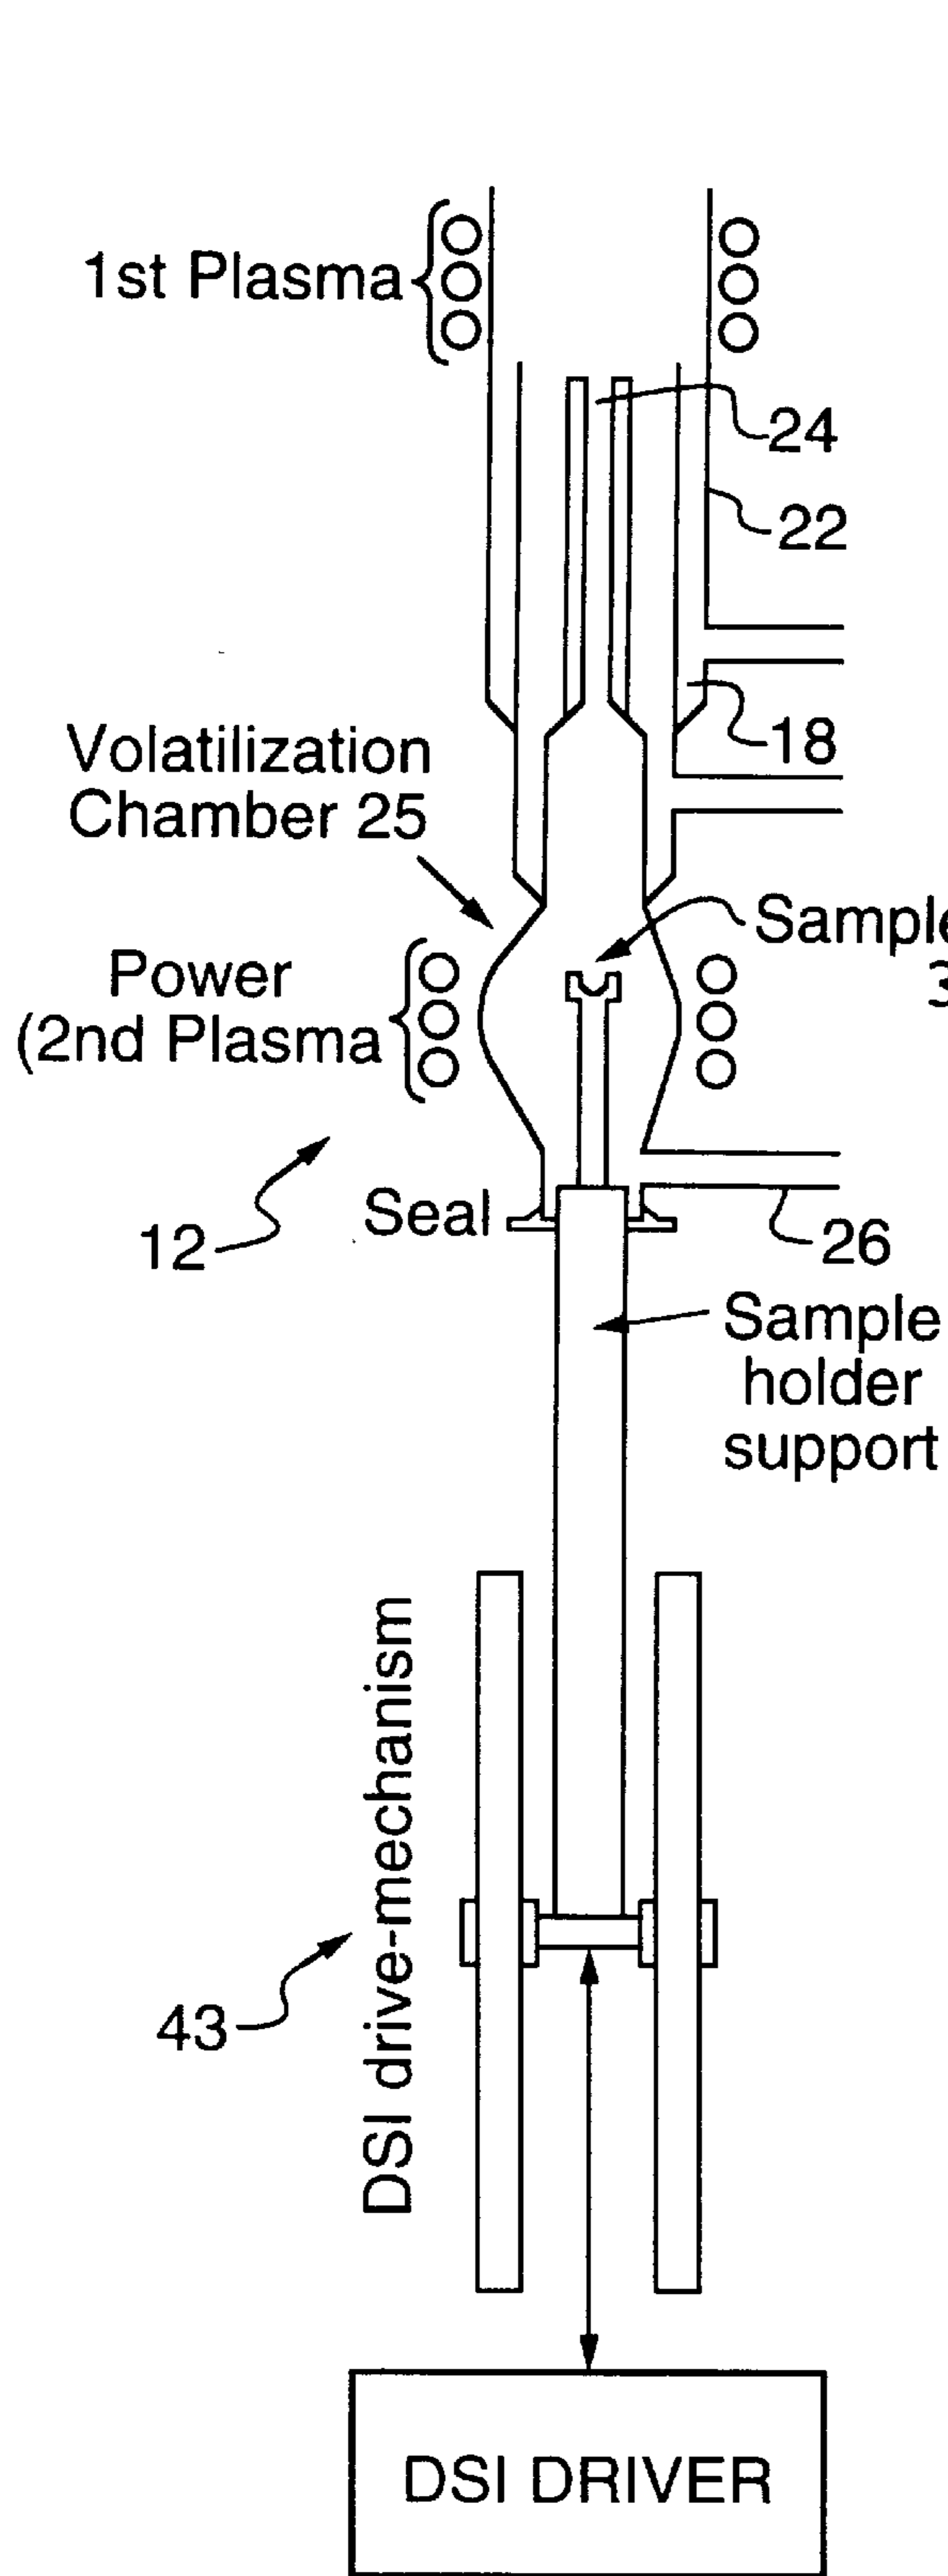 1st Plasma
24
22
18
Volatilization
Chamber 25
Sample
3
Power
(2nd Plasma
12
Seal
26
Sample
holder
support
DSI drive-mechanism
43
DSI DRIVER